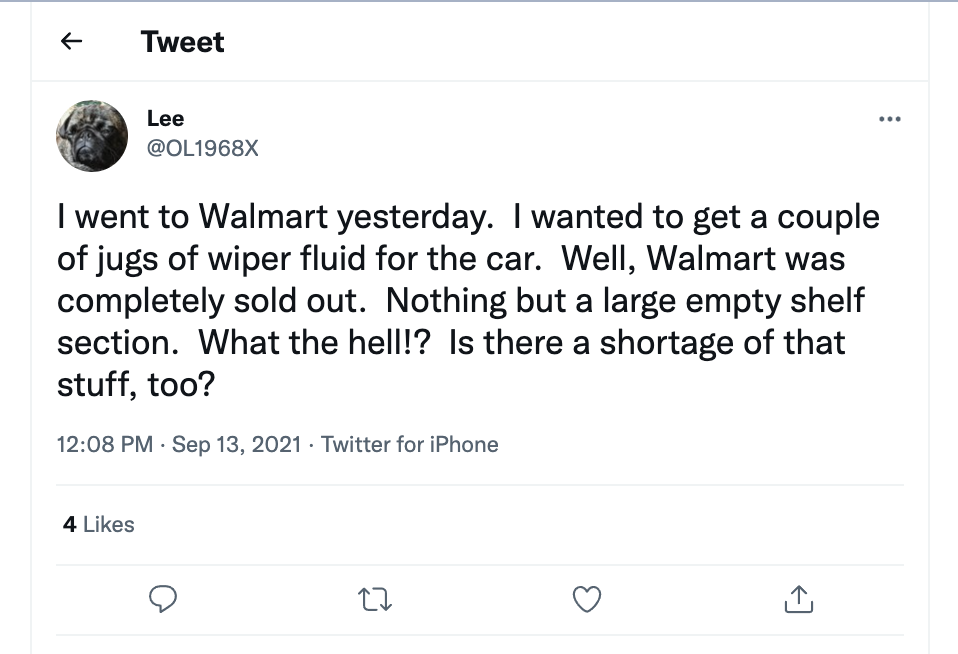 Tweet
Lee
@OL1968X
I went to Walmart yesterday.  I wanted to get a couple
of jugs of wiper fluid for the car.  Well, Walmart was
completely sold out.  Nothing but a large empty shelf
section.  What the hell!?  Is there a shortage of that
stuff, too?
12:08 PM · Sep 13, 2021 · Twitter for iPhone
4 Likes